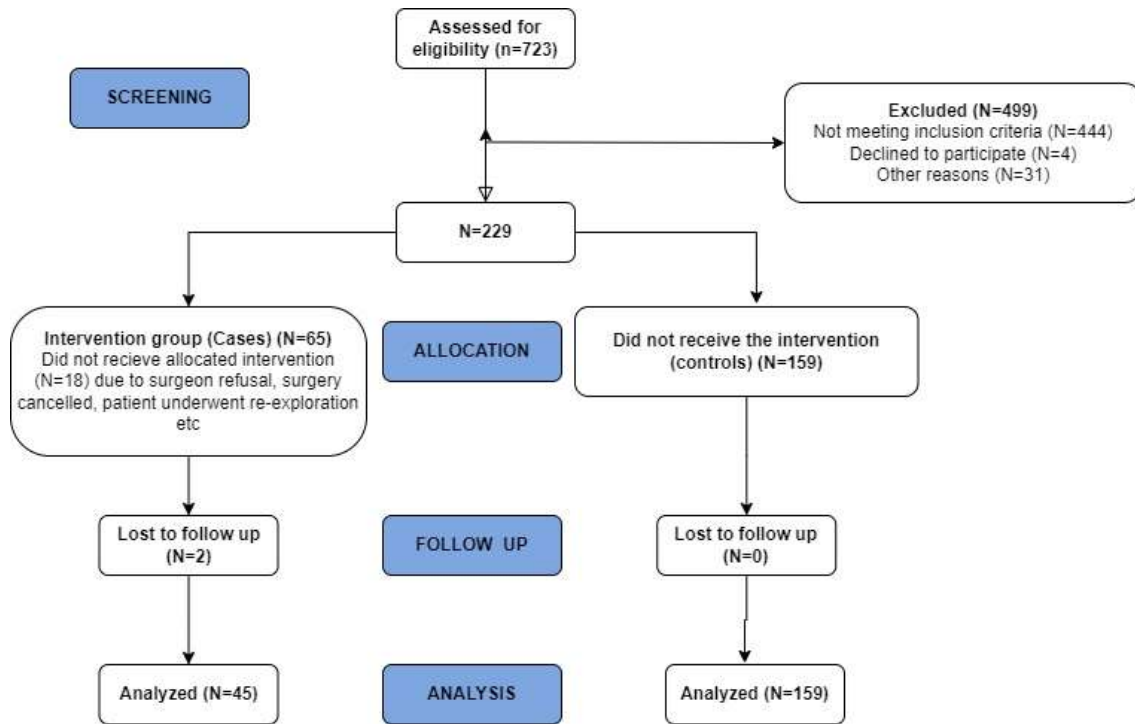 Assessed for
eligibility (n=723)
SCREENING
Excluded (N=499)
Not meeting inclusion criteria (N=444)
Declined to participate (N=4)
Other reasons (N=31)
N=229
Intervention group (Cases) (N=65)
Did not recieve allocated intervention
(N=18) due to surgeon refusal, surgery
cancelled, patient underwent re-exploration
etc
ALLOCATION
Did not receive the intervention
(controls) (N=159)
Lost to follow up
(N=2)
FOLLOW UP
Lost to follow up
(N=0)
Analyzed (N=45)
ANALYSIS
Analyzed (N=159)